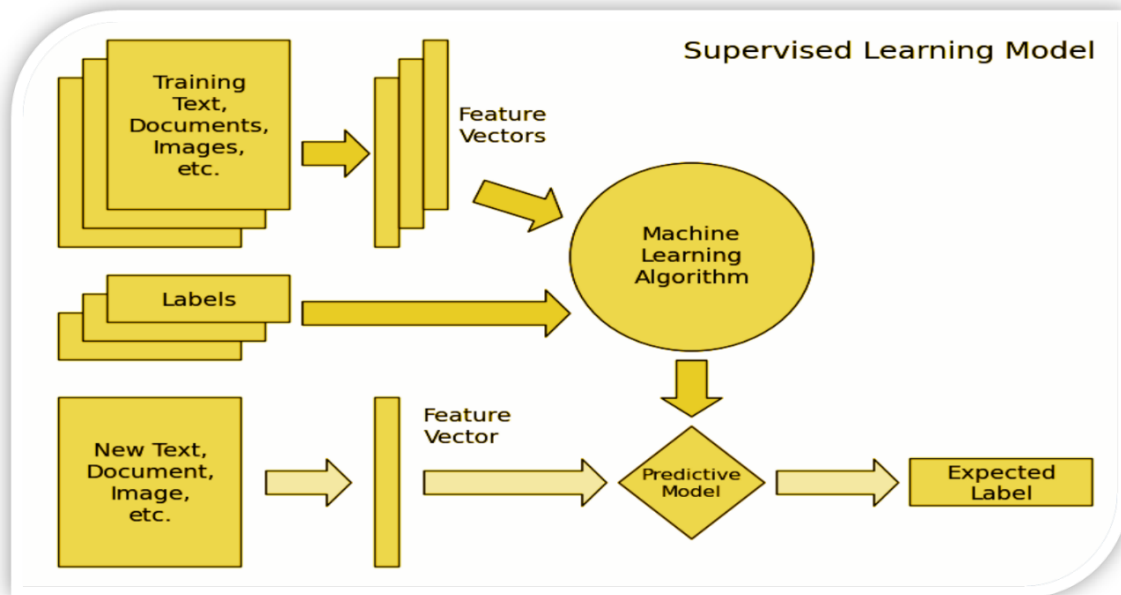 Supervised Learning Model
Training
Text,
Documents,
Images,
etc.
Feature
Vectors
Machine
Learning
Algorithm
Labels
New Text,
Document,
Image,
etc.
Feature
Vector
Predictive
Model
Expected
Label